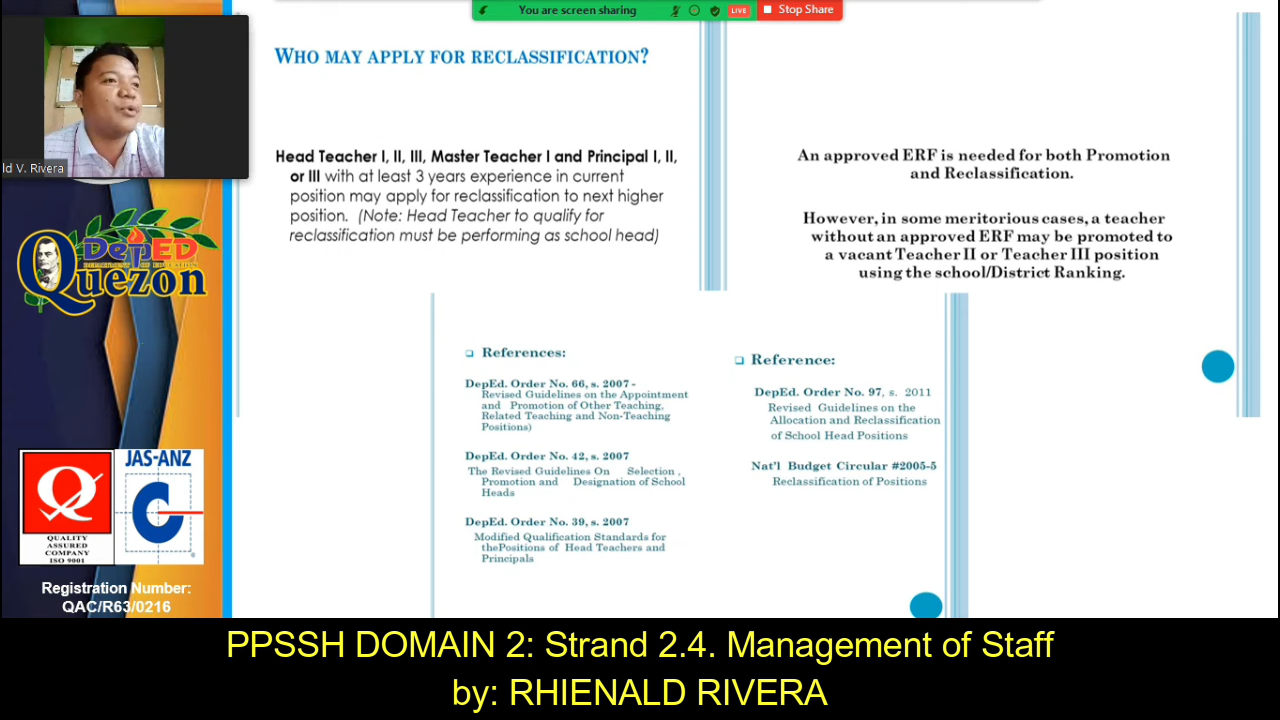 You are screen sharing
LIVE
Stop Share
ld V. Rivera
WHO MAY APPLY FOR RECLASSIFICATION?
Head Teacher I, II, III, Master Teacher I and Principal I, II,
or III with at least 3 years experience in current
position may apply for reclassification to next higher
position. (Note: Head Teacher to qualify for
reclassification must be performing as school head)
An approved ERF is needed for both Promotion
and Reclassification.
However, in some meritorious cases, a teacher
without an approved ERF may be promoted to
a vacant Teacher II or Teacher III position
using the school/District Ranking.
DepED
DEPARTMENT OF EDUCATION
Quezon
References:
DepEd. Order No. 66, s. 2007 -
Revised Guidelines on the Appointment
and Promotion of Other Teaching,
Related Teaching and Non-Teaching
Positions)
DepEd. Order No. 42, s. 2007
The Revised Guidelines On Selection ,
Promotion and Designation of School
Heads
DepEd. Order No. 39, s. 2007
Modified Qualification Standards for
thePositions of Head Teachers and
Principals
Reference:
DepEd. Order No. 97, s. 2011
Revised Guidelines on the
Allocation and Reclassification
of School Head Positions
Nat'l Budget Circular #2005-5
Reclassification of Positions
JAS-ANZ
QUALITY
ASSURED
COMPANY
ISO 9001
Registration Number:
QAC/R63/0216
PPSSH DOMAIN 2: Strand 2.4. Management of Staff
by: RHIENALD RIVERA